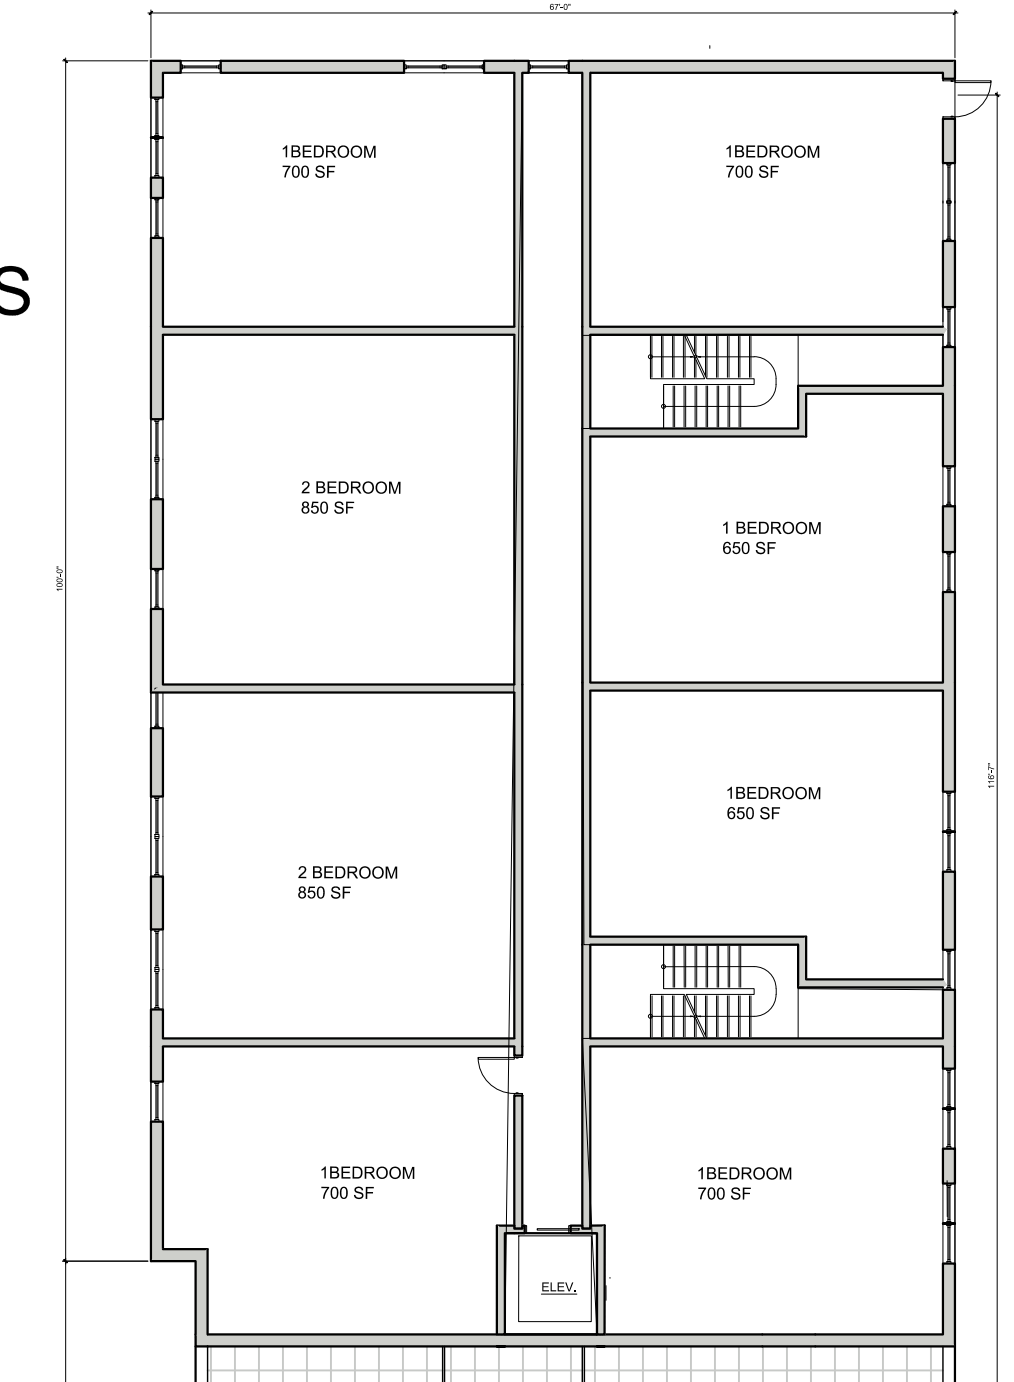 67'-0"
1BEDROOM
700 SF
1BEDROOM
700 SF
S
2 BEDROOM
850 SF
1 BEDROOM
650 SF
100'-0"
116'-7"
1BEDROOM
650 SF
2 BEDROOM
850 SF
1BEDROOM
700 SF
1BEDROOM
700 SF
ELEV.